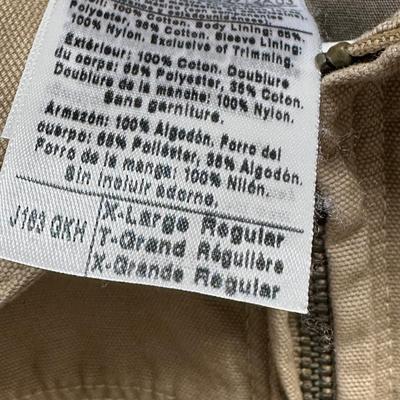 Polyester, 35% Cotton. Sleeve Lining:
100% Nylon. Exclusive of Trimming.
Extérieur: 100% Coton. Doublure
Doublure de corps: 65% Polyester, 35% Coton.
Doublure de la manche: 100% Nylon.
Sans garniture.
Armazón: 100% Algodón. Forro del
cuerpo: 65% Poliéster, 35% Algodón.
Forro de la manga: 100% Nilón.
Sin incluir adorno.
J163 GKH
X-Large Regular
T-Grand Régulière
X-Grande Regular